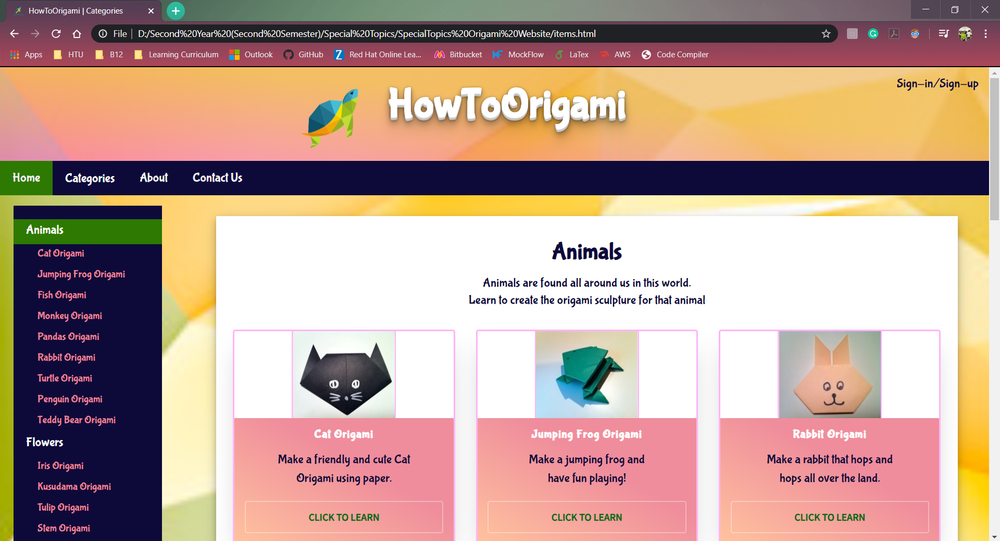 HowToOrigami | Categories
File | D:/Second%20Year%20(Second%20Semester)/Special%20Topics/SpecialTopics%20Origami%20Website/items.html
Apps HTU B12 Learning Curriculum Outlook GitHub Red Hat Online Lea... Bitbucket MockFlow LaTex AWS Code Compiler
Sign-in/Sign-up
HowToOrigami
Home Categories About Contact Us
Animals
Cat Origami
Jumping Frog Origami
Fish Origami
Monkey Origami
Pandas Origami
Rabbit Origami
Turtle Origami
Penguin Origami
Teddy Bear Origami
Flowers
Iris Origami
Kusudama Origami
Tulip Origami
Stem Origami
Animals
Animals are found all around us in this world.
Learn to create the origami sculpture for that animal
Cat Origami
Make a friendly and cute Cat
Origami using paper.
CLICK TO LEARN
Jumping Frog Origami
Make a jumping frog and
have fun playing!
CLICK TO LEARN
Rabbit Origami
Make a rabbit that hops and
hops all over the land.
CLICK TO LEARN